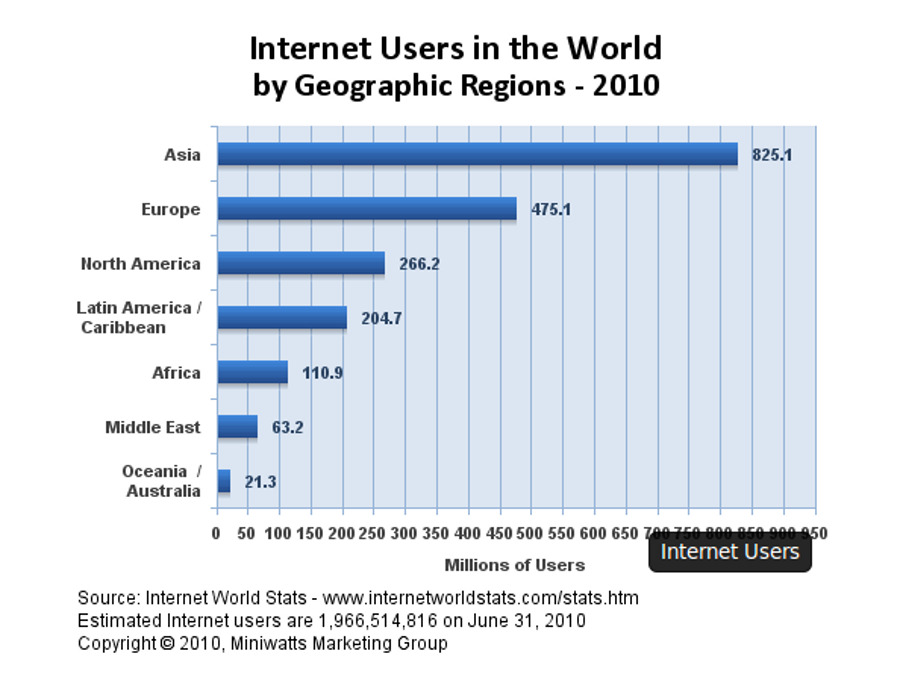 Internet Users in the World
by Geographic Regions - 2010
Asia 825.1
Europe 475.1
North America 266.2
Latin America /
Caribbean 204.7
Africa 110.9
Middle East 63.2
Oceania /
Australia 21.3
0 50 100 150 200 250 300 350 400 450 500 550 600 650 700 750 800 850 900 950
Internet Users
Millions of Users
Source: Internet World Stats - www.internetworldstats.com/stats.htm
Estimated Internet users are 1,966,514,816 on June 31, 2010
Copyright © 2010, Miniwatts Marketing Group